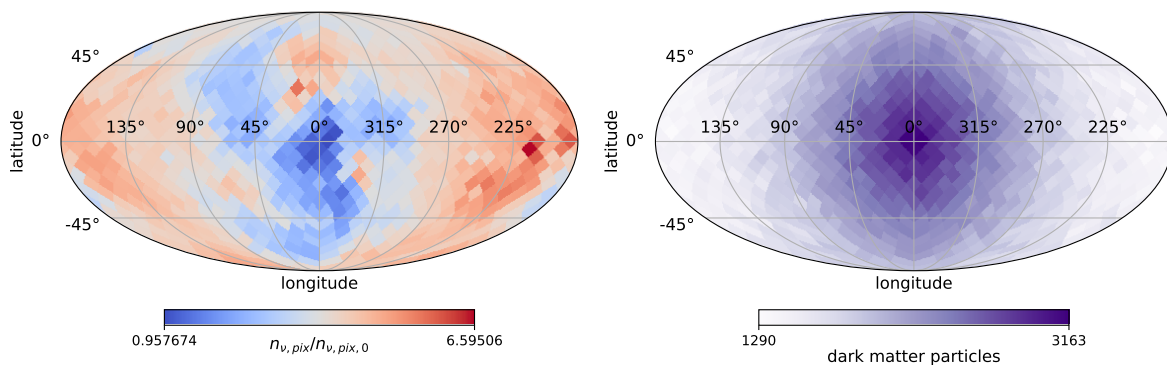 45°
135° 90° 45° 0° 315° 270° 225°
0°
-45°
latitude
longitude
0.957674 6.59506
n_{ν,pix}/n_{ν,pix,0}
45°
135° 90° 45° 0° 315° 270° 225°
0°
-45°
latitude
longitude
1290 3163
dark matter particles